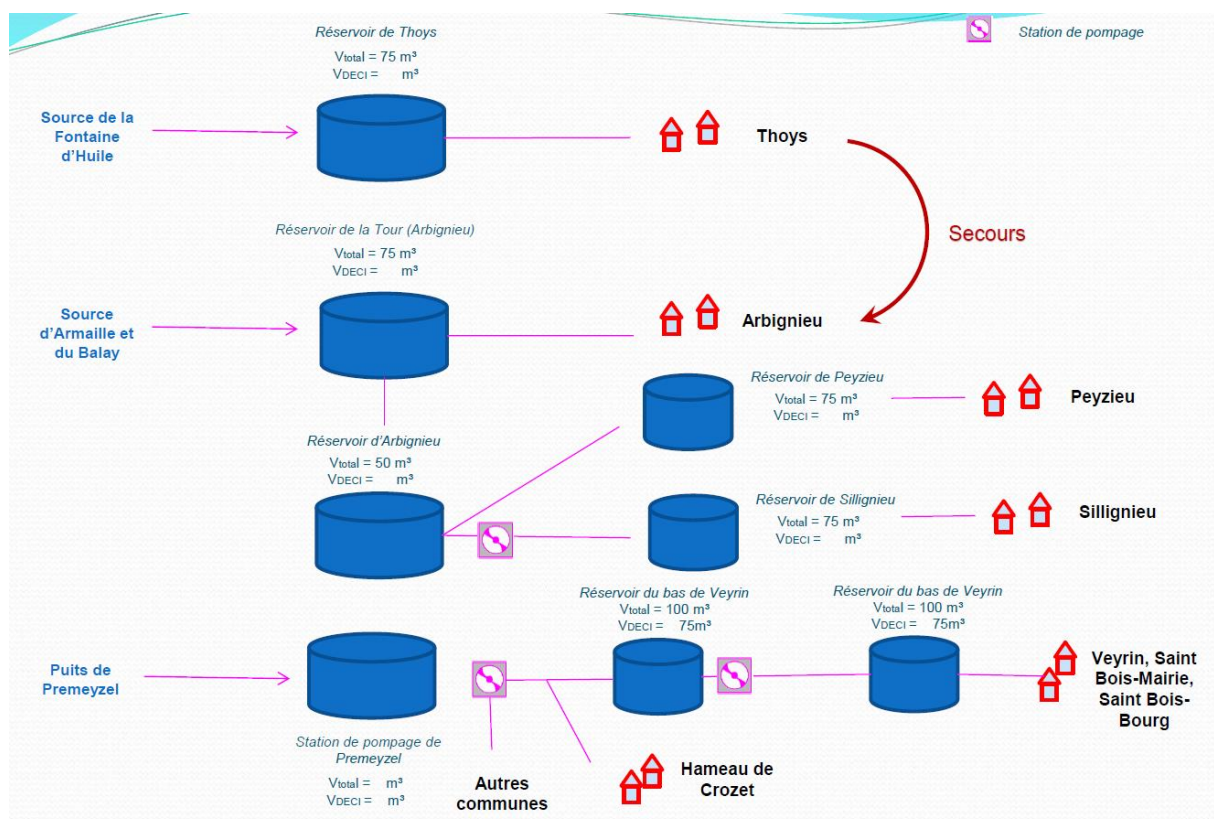 Réservoir de Thoys
Vtotal = 75 m³
VDECI = m³
Station de pompage
Source de la
Fontaine
d'Huile
Thoys
Secours
Réservoir de la Tour (Arbignieu)
Vtotal = 75 m³
VDECI = m³
Source
d'Armaille et
du Balay
Arbignieu
Réservoir de Peyzieu
Vtotal = 75 m³
VDECI = m³
Peyzieu
Réservoir d'Arbignieu
Vtotal = 50 m³
VDECI = m³
Réservoir de Sillignieu
Vtotal = 75 m³
VDECI = m³
Sillignieu
Réservoir du bas de Veyrin
Vtotal = 100 m³
VDECI = 75m³
Réservoir du bas de Veyrin
Vtotal = 100 m³
VDECI = 75m³
Puits de
Premeyzel
Veyrin, Saint
Bois-Mairie,
Saint Bois-
Bourg
Station de pompage de
Premeyzel
Vtotal = m³
VDECI = m³
Autres
communes
Hameau de
Crozet